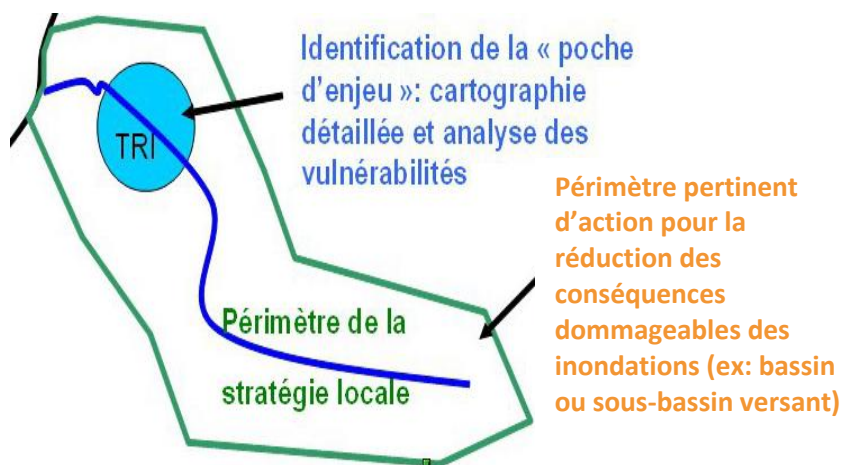 Identification de la « poche
d’enjeu »: cartographie
détaillée et analyse des
vulnérabilités
TRI
Périmètre pertinent
d’action pour la
réduction des
conséquences
dommageables des
inondations (ex: bassin
ou sous-bassin versant)
Périmètre de la
stratégie locale